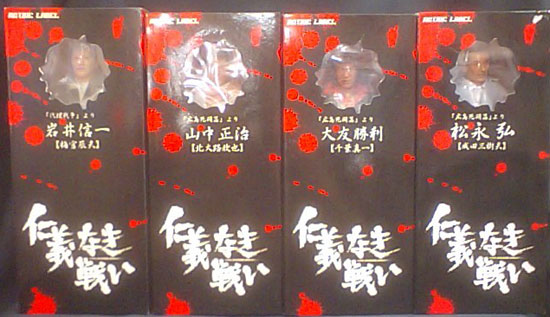 LABEL
「代理戦争」より
岩井信一
【梅宮辰夫】
仁義なき
戦い
LABEL
「広島死闘篇」より
山中正治
【北大路欣也】
仁義なき
戦い
LABEL
「広島死闘篇」より
大友勝利
【千葉真一】
仁義なき
戦い
LABEL
「広島死闘篇」より
松永 弘
【成田三樹夫】
仁義なき
戦い